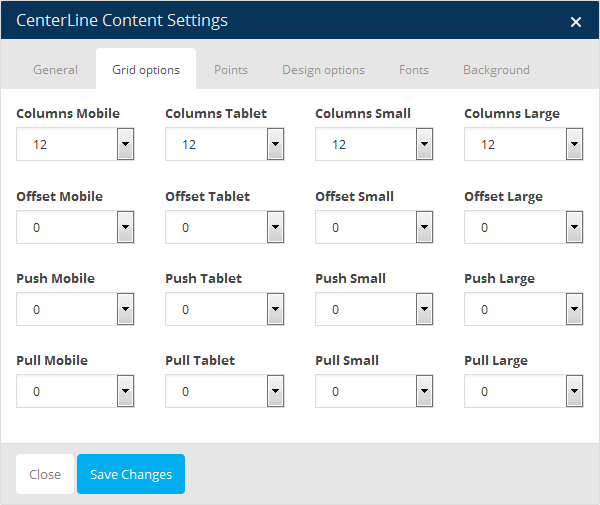 CenterLine Content Settings
General Grid options Points Design options Fonts Background
Columns Mobile Columns Tablet Columns Small Columns Large
12 12 12 12
Offset Mobile Offset Tablet Offset Small Offset Large
0 0 0 0
Push Mobile Push Tablet Push Small Push Large
0 0 0 0
Pull Mobile Pull Tablet Pull Small Pull Large
0 0 0 0
Close Save Changes